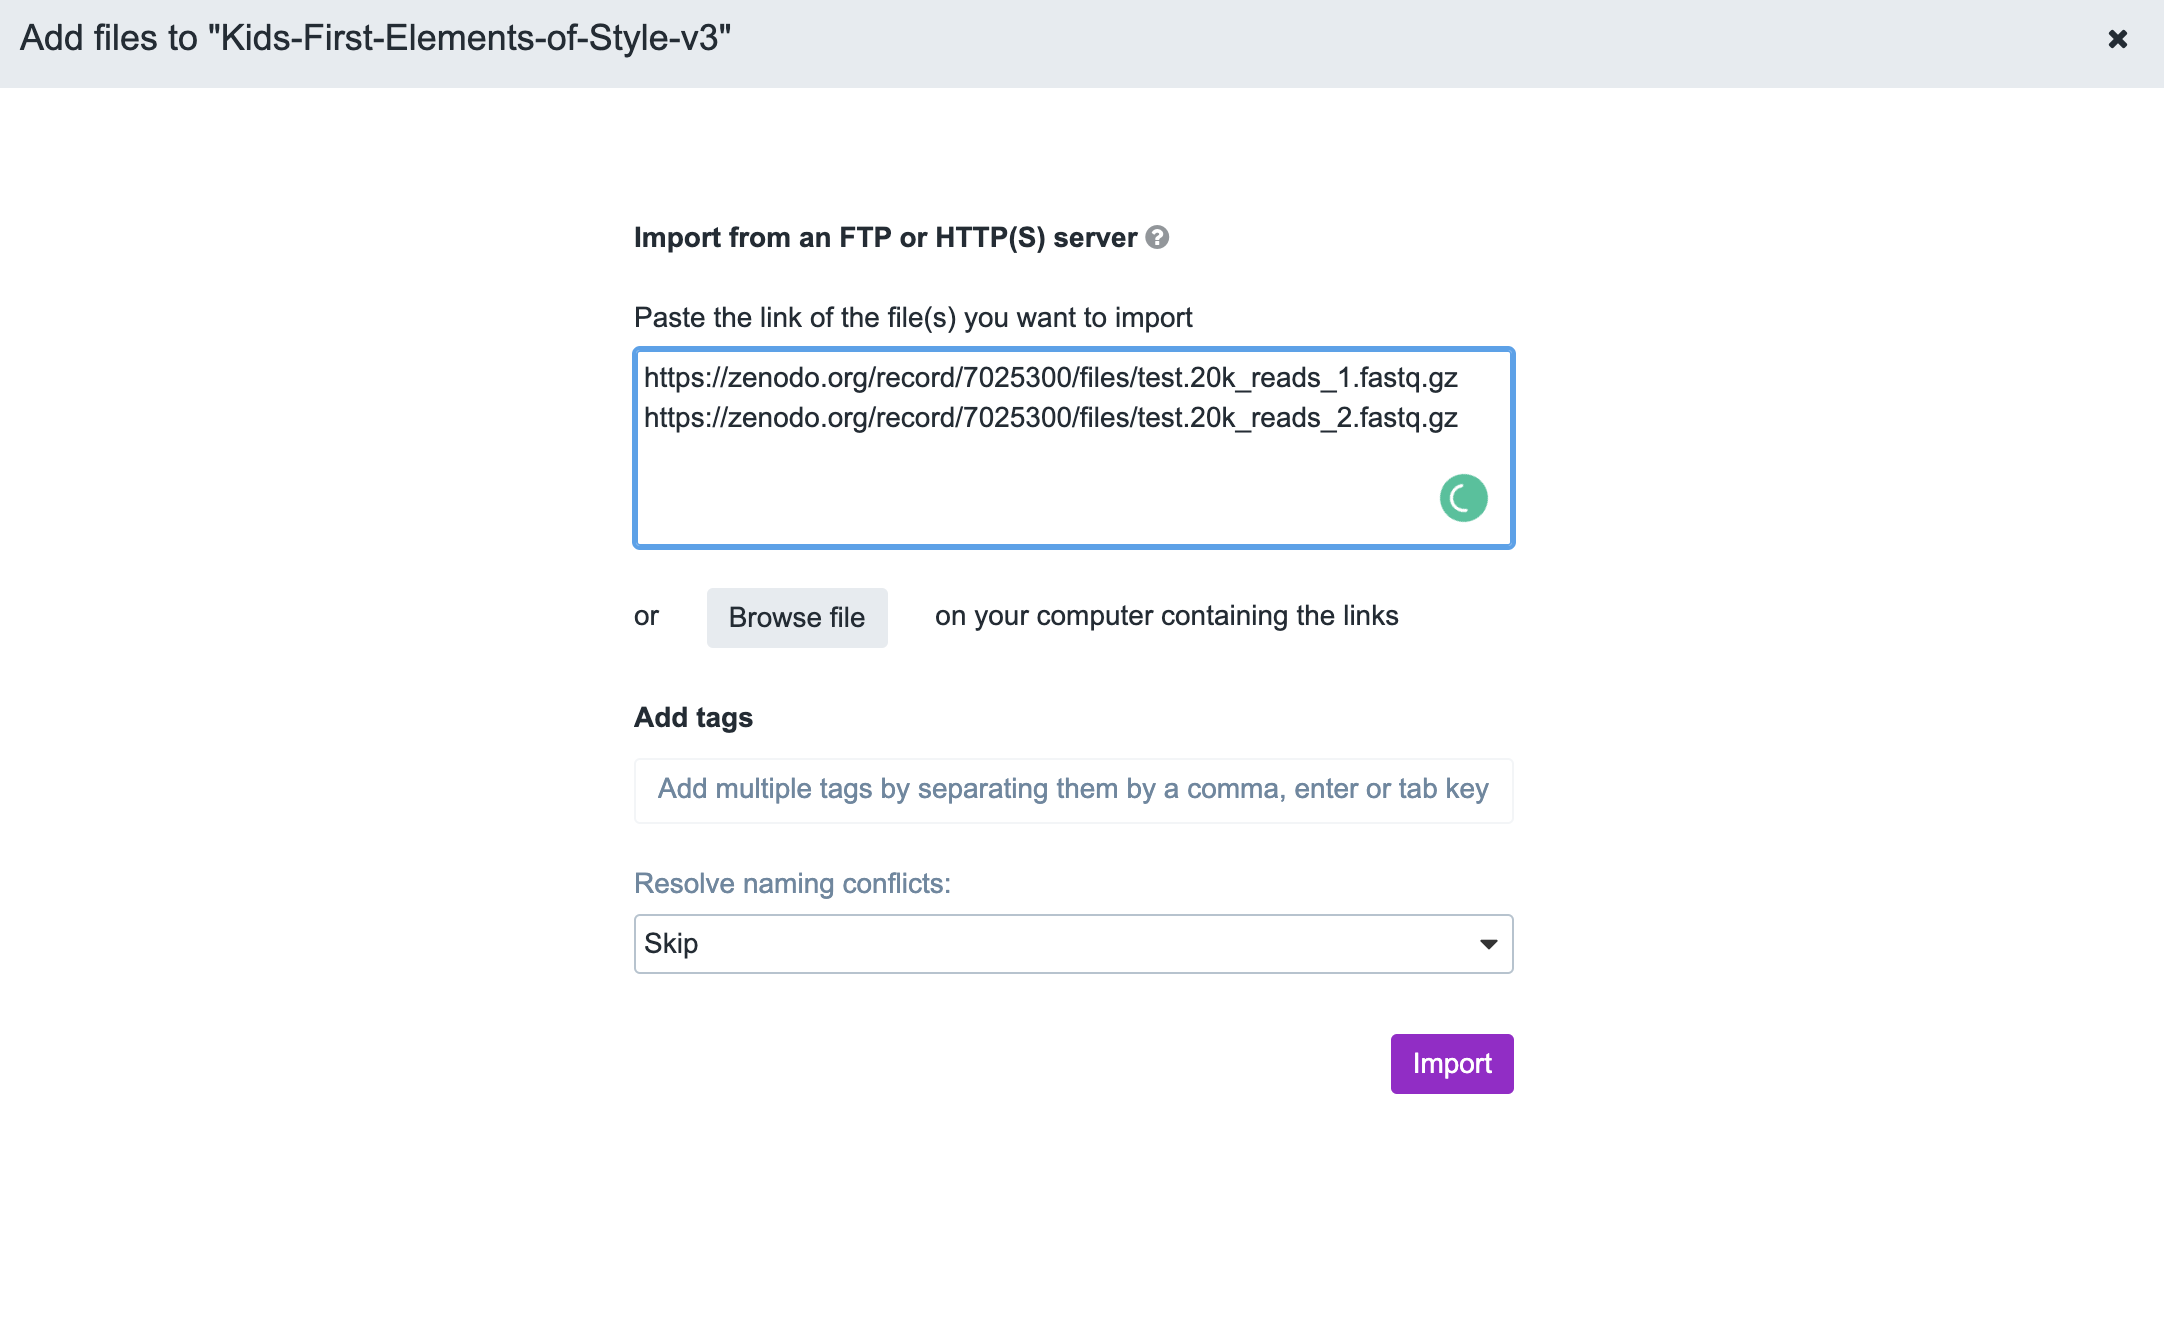 Add files to "Kids-First-Elements-of-Style-v3"
Import from an FTP or HTTP(S) server
Paste the link of the file(s) you want to import
https://zenodo.org/record/7025300/files/test.20k_reads_1.fastq.gz
https://zenodo.org/record/7025300/files/test.20k_reads_2.fastq.gz
or Browse file on your computer containing the links
Add tags
Add multiple tags by separating them by a comma, enter or tab key
Resolve naming conflicts:
Skip
Import